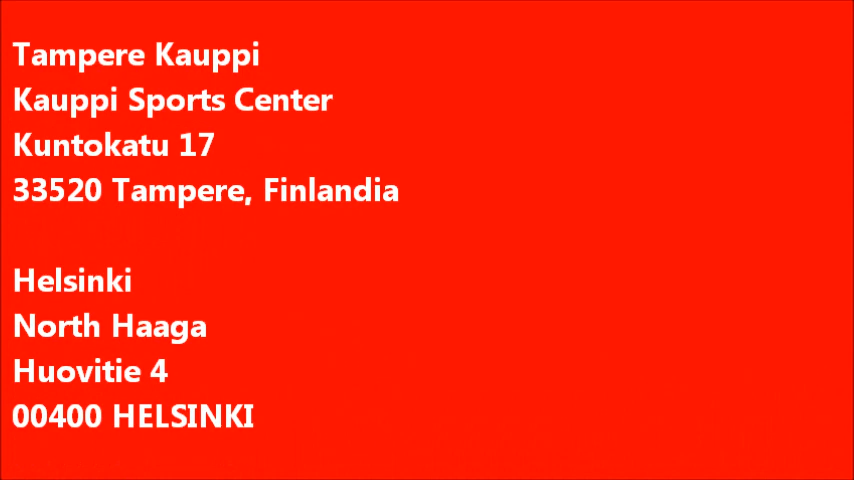 Tampere Kauppi
Kauppi Sports Center
Kuntokatu 17
33520 Tampere, Finlandia
Helsinki
North Haaga
Huovitie 4
00400 HELSINKI